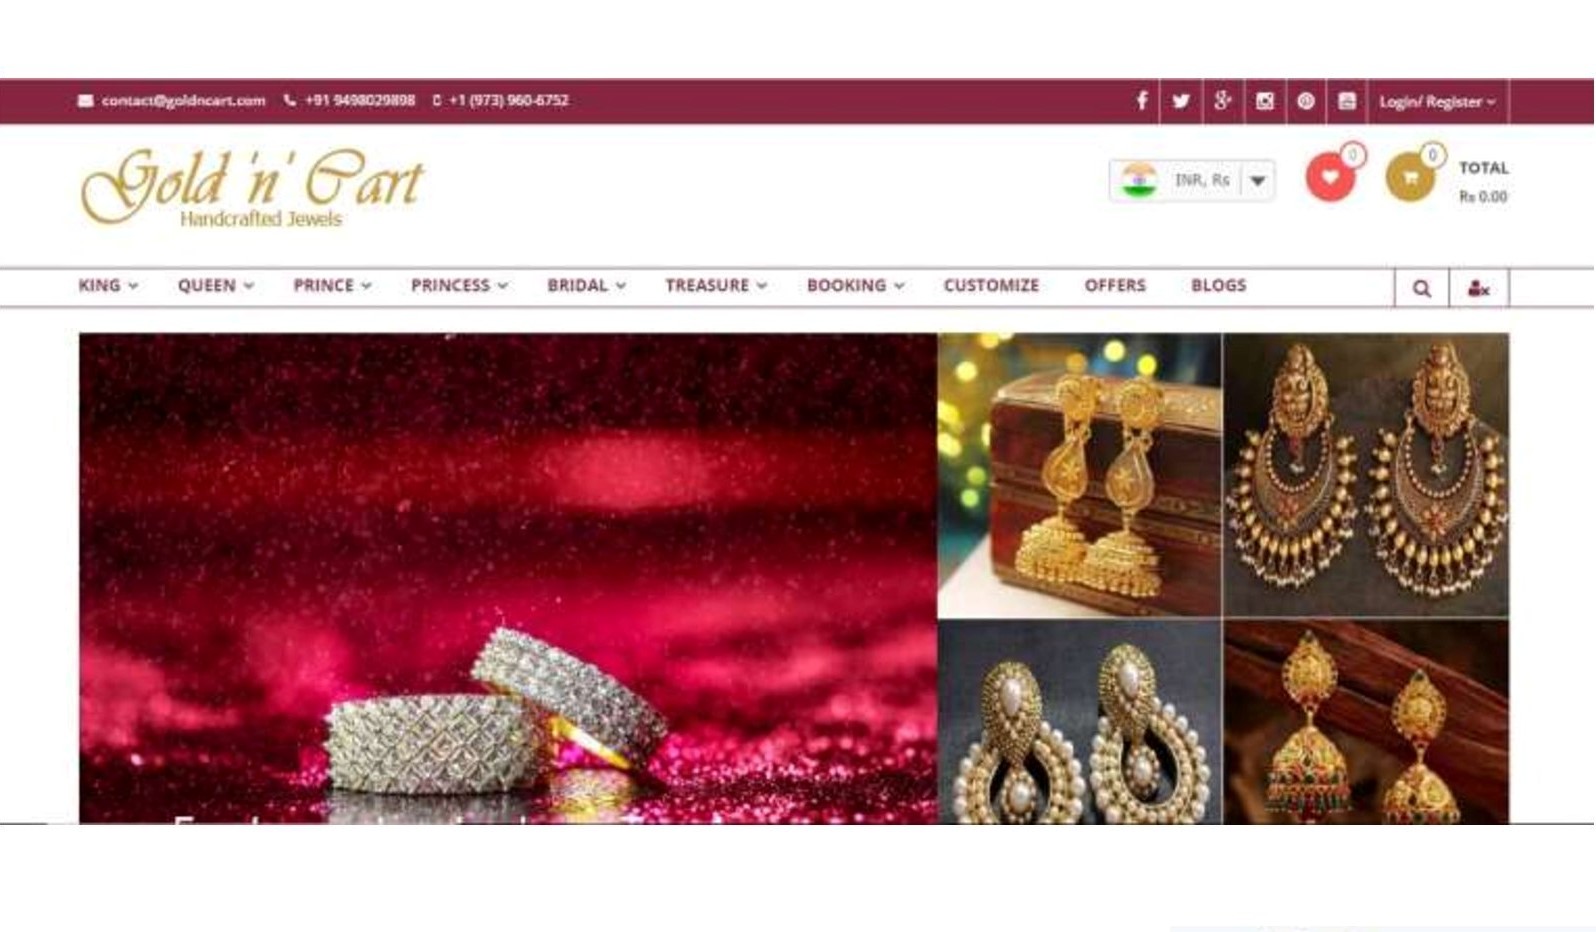 contact@goldncart.com +91 9498029898 +1 (973) 960-6752 Login/ Register
Gold 'n' Cart
Handcrafted Jewels
INR, Rs
0
0
TOTAL
Rs 0.00
KING QUEEN PRINCE PRINCESS BRIDAL TREASURE BOOKING CUSTOMIZE OFFERS BLOGS